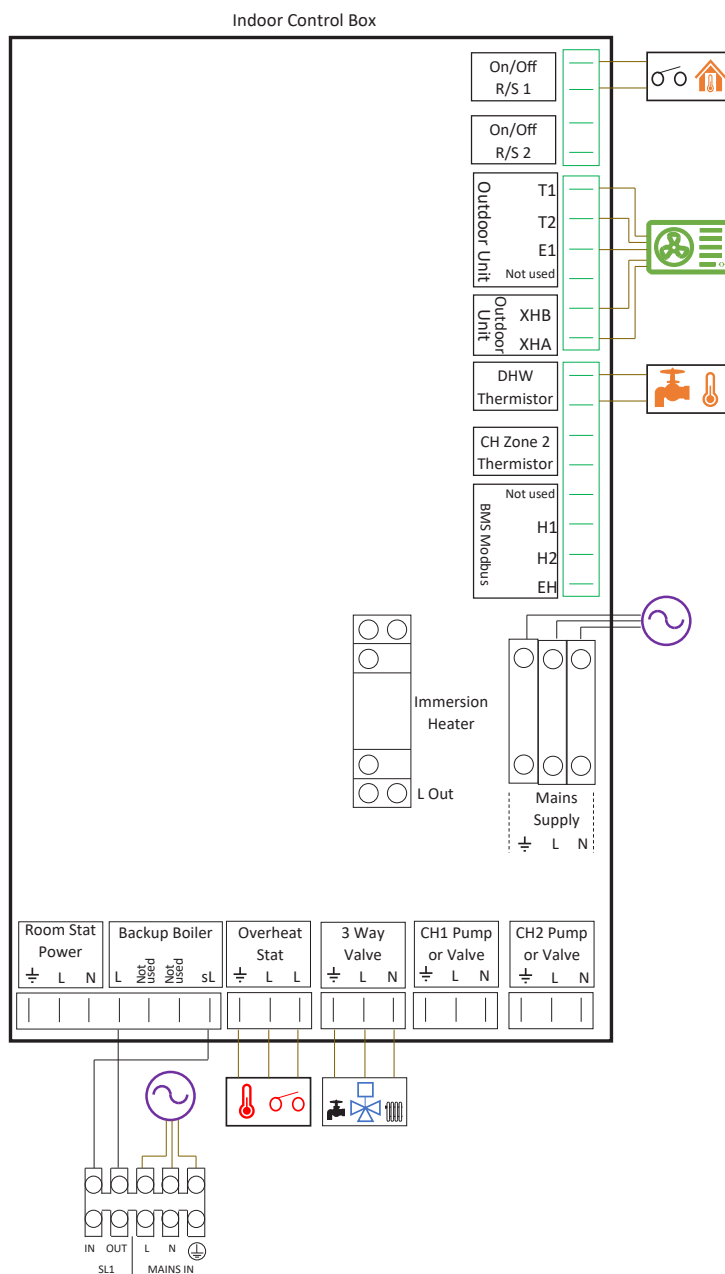 Indoor Control Box
On/Off
R/S 1
On/Off
R/S 2
Outdoor Unit
T1
T2
E1
Not used
Outdoor
Unit
XHB
XHA
DHW
Thermistor
CH Zone 2
Thermistor
BMS Modbus
Not used
H1
H2
EH
Immersion
Heater
L Out
Mains
Supply
L N
Room Stat
Power
L N
Backup Boiler
L Not used Not used sL
Overheat
Stat
L L
3 Way
Valve
L N
CH1 Pump
or Valve
L N
CH2 Pump
or Valve
L N
IN OUT L N
SL1 MAINS IN